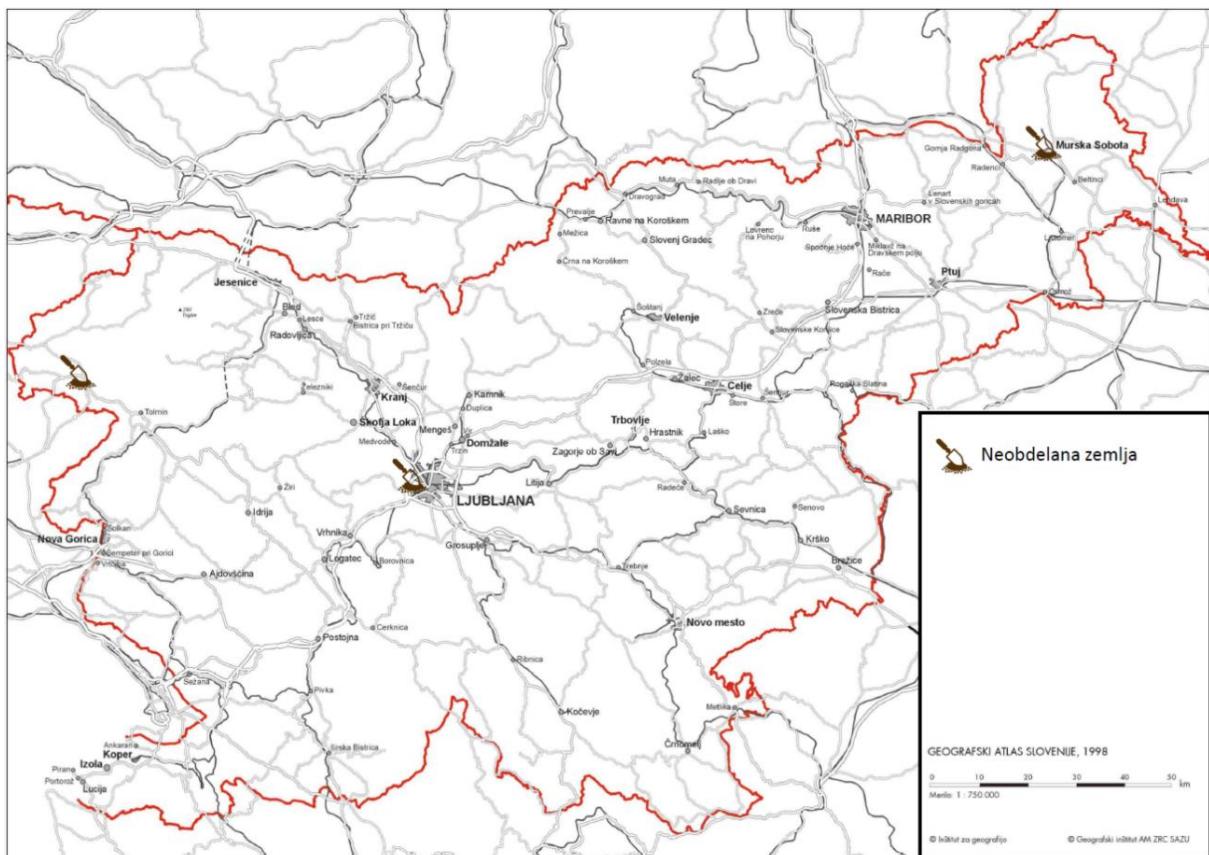 Gornja Radgona
Murska Sobota
Radenci
Beltinci
Muta
Radlje ob Dravi
Dravograd
Lenart
v Slovenskih goricah
Lendava
Prevalje
Ravne na Koroškem
MARIBOR
Mežica
Slovenj Gradec
Lovrenc
na Pohorju
Ruše
Ljutomer
Spodnje Hoče
Miklavž na
Dravskem polju
Črna na Koroškem
Rače
Jesenice
Ptuj
Ormož
Bled
Lesce
Tržič
Bistrica pri Tržiču
Radovljica
Šoštanj
Velenje
Zreče
Slovenska Bistrica
Slovenske Konjice
Polzela
Žalec
Celje
Šentjur
Rogaška Slatina
Štore
Železniki
Šenčur
Kranj
Kamnik
Duplica
Tolmin
Škofja Loka
Mengeš
Vir
Trbovlje
Hrastnik
Laško
Medvode
Domžale
Trzin
Zagorje ob Savi
Neobdelana zemlja
Žiri
LJUBLJANA
Litija
Radeče
Idrija
Sevnica
Senovo
Solkan
Nova Gorica
Vrhnika
Grosuplje
Krško
Šempeter pri Gorici
Vrtojba
Logatec
Borovnica
Ajdovščina
Trebnje
Brežice
Cerknica
Novo mesto
Postojna
Ribnica
Sežana
Pivka
Metlika
Kočevje
Črnomelj
Ankaran
Koper
Ilirska Bistrica
Izola
Piran
Portorož
Lucija
GEOGRAFSKI ATLAS SLOVENIJE, 1998
0 10 20 30 40 50
km
Merilo: 1 : 750 000
© Inštitut za geografijo © Geografski inštitut AM ZRC SAZU